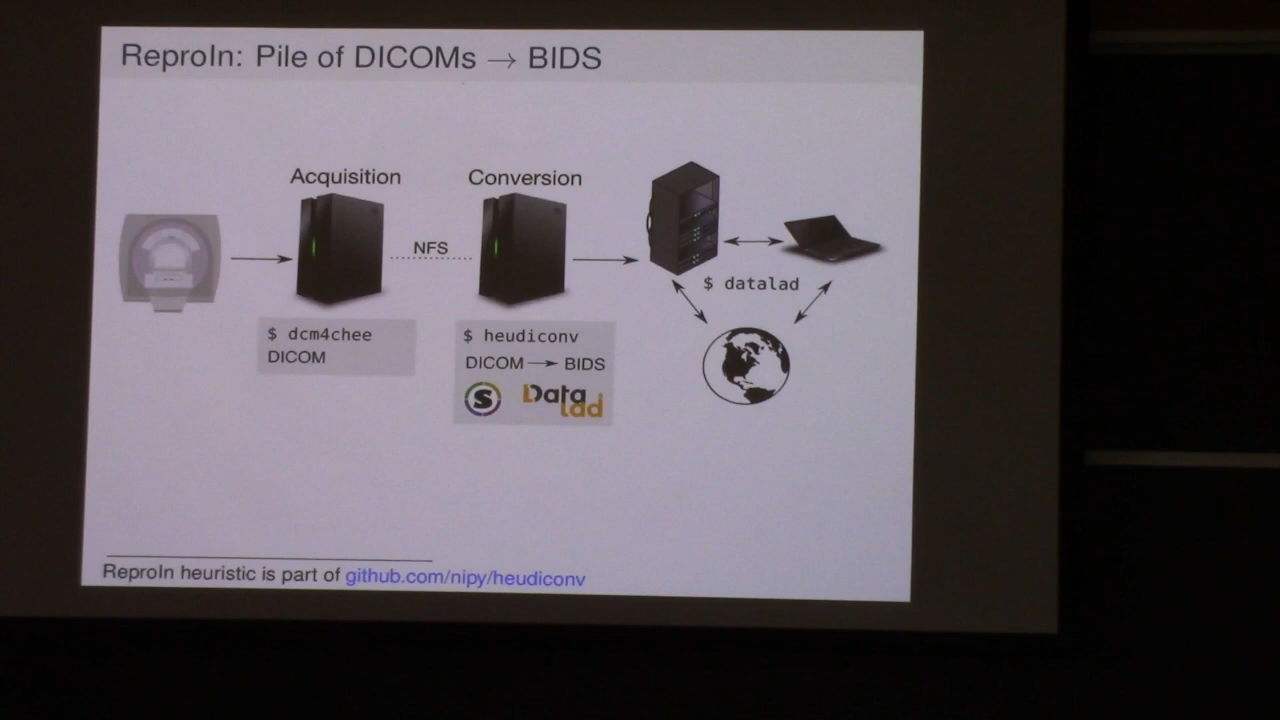 ReproIn: Pile of DICOMs → BIDS
Acquisition
Conversion
NFS
$ datalad
$ dcm4chee
DICOM
$ heudiconv
DICOM → BIDS
S
Data
lad
ReproIn heuristic is part of github.com/nipy/heudiconv